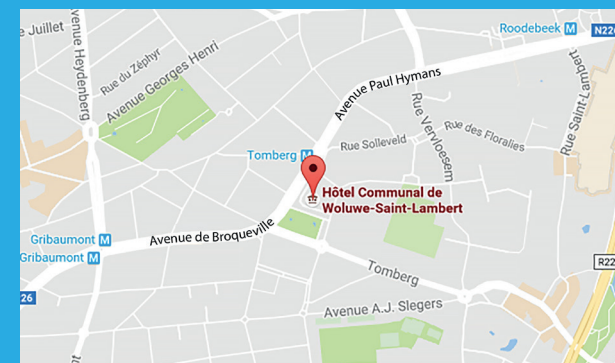 Roodebeek M
N226
e Juillet
Avenue Heydenberg
Rue du Zéphyr
Avenue Georges Henri
Avenue Paul Hymans
Rue Vervloesem
Rue des Floralies
Rue Saint-Lambert
Rue Solleveld
Tomberg M
Hôtel Communal de
Woluwe-Saint-Lambert
Gribaumont M
Gribaumont M
Avenue de Broqueville
R22
Tomberg
26
Avenue A.J. Slegers